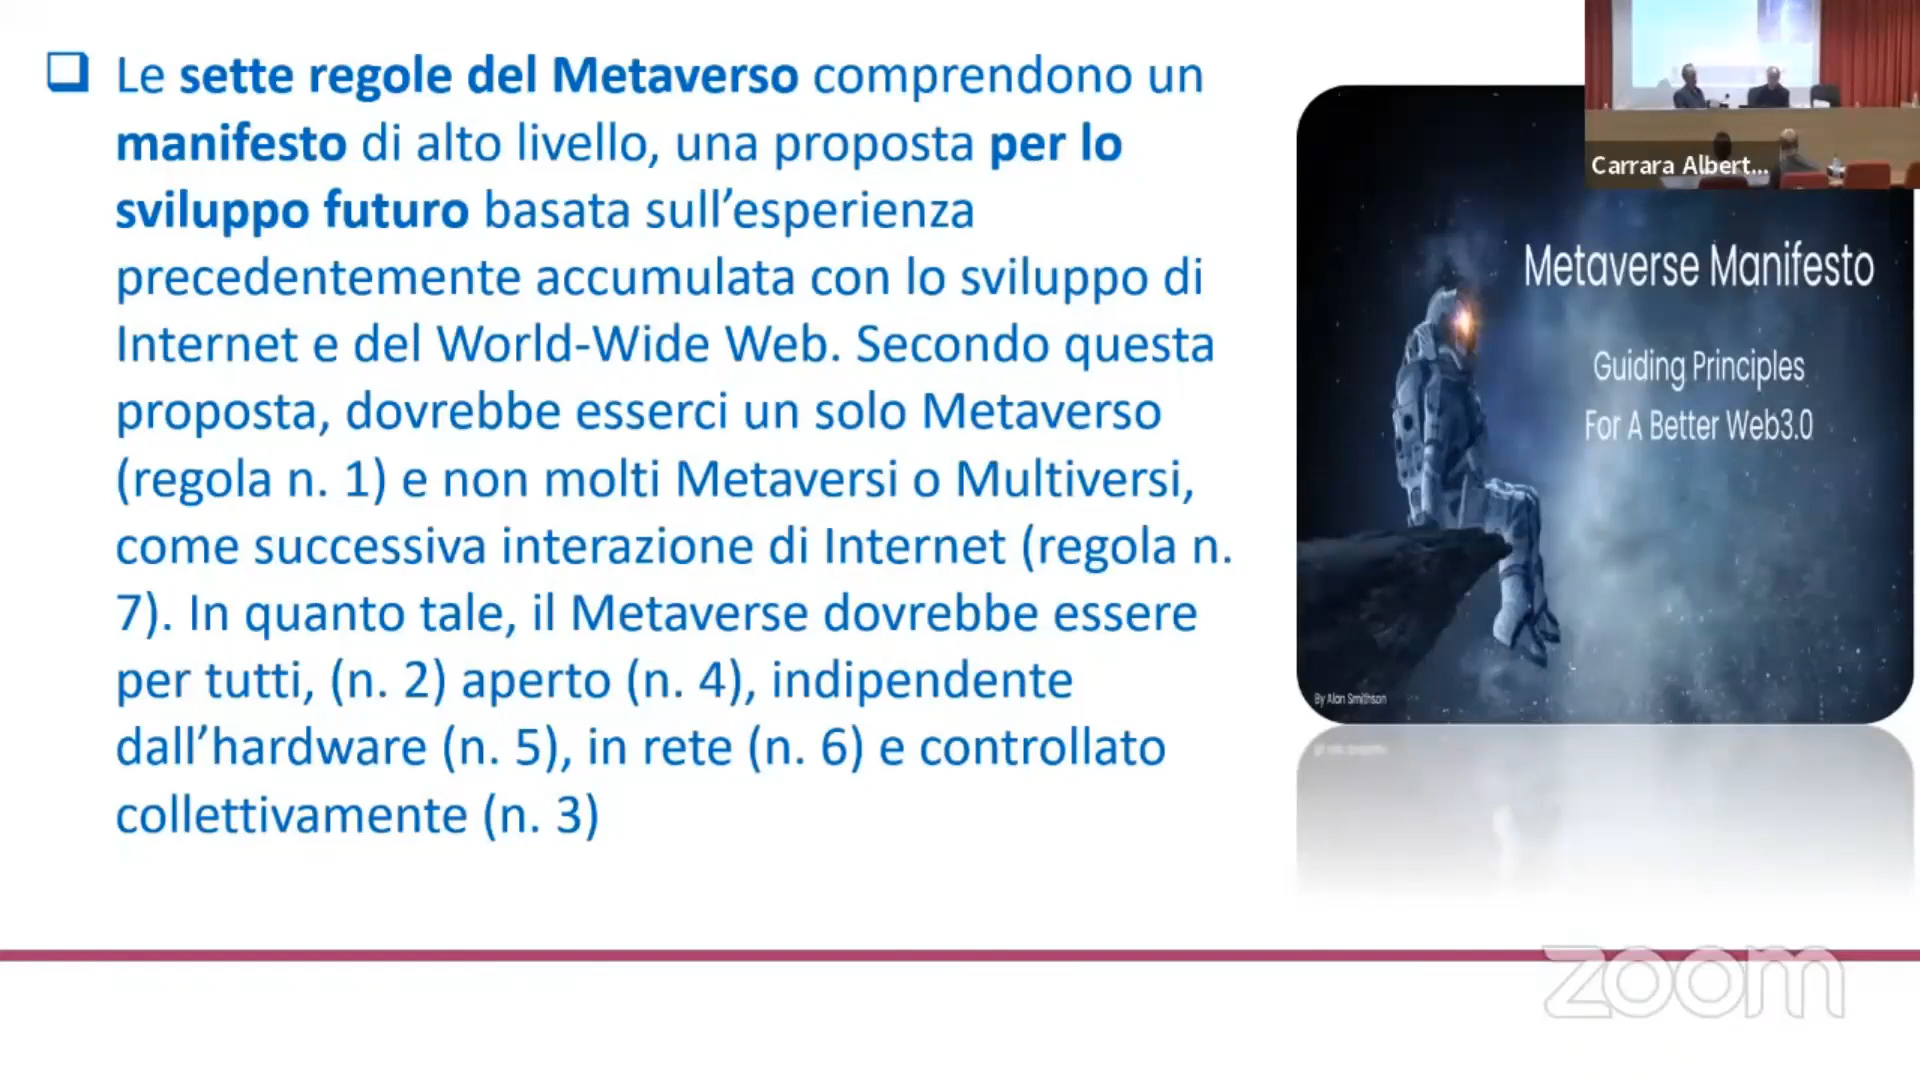 Le sette regole del Metaverso comprendono un
manifesto di alto livello, una proposta per lo
sviluppo futuro basata sull’esperienza
precedentemente accumulata con lo sviluppo di
Internet e del World-Wide Web. Secondo questa
proposta, dovrebbe esserci un solo Metaverso
(regola n. 1) e non molti Metaversi o Multiversi,
come successiva interazione di Internet (regola n.
7). In quanto tale, il Metaverse dovrebbe essere
per tutti, (n. 2) aperto (n. 4), indipendente
dall’hardware (n. 5), in rete (n. 6) e controllato
collettivamente (n. 3)
Carrara Albert...
Metaverse Manifesto
Guiding Principles
For A Better Web3.0
By Alan Smithson
zoom